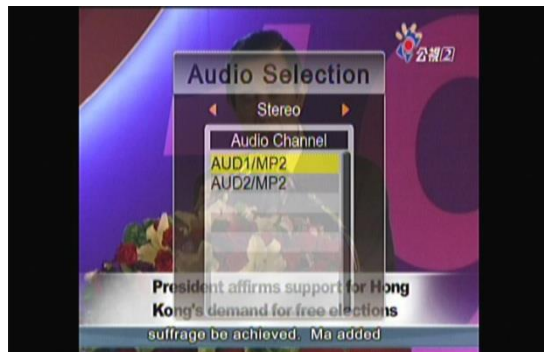 公視2
Audio Selection
Stereo
Audio Channel
AUD1/MP2
AUD2/MP2
President affirms support for Hong
Kong's demand for free elections
suffrage be achieved. Ma added